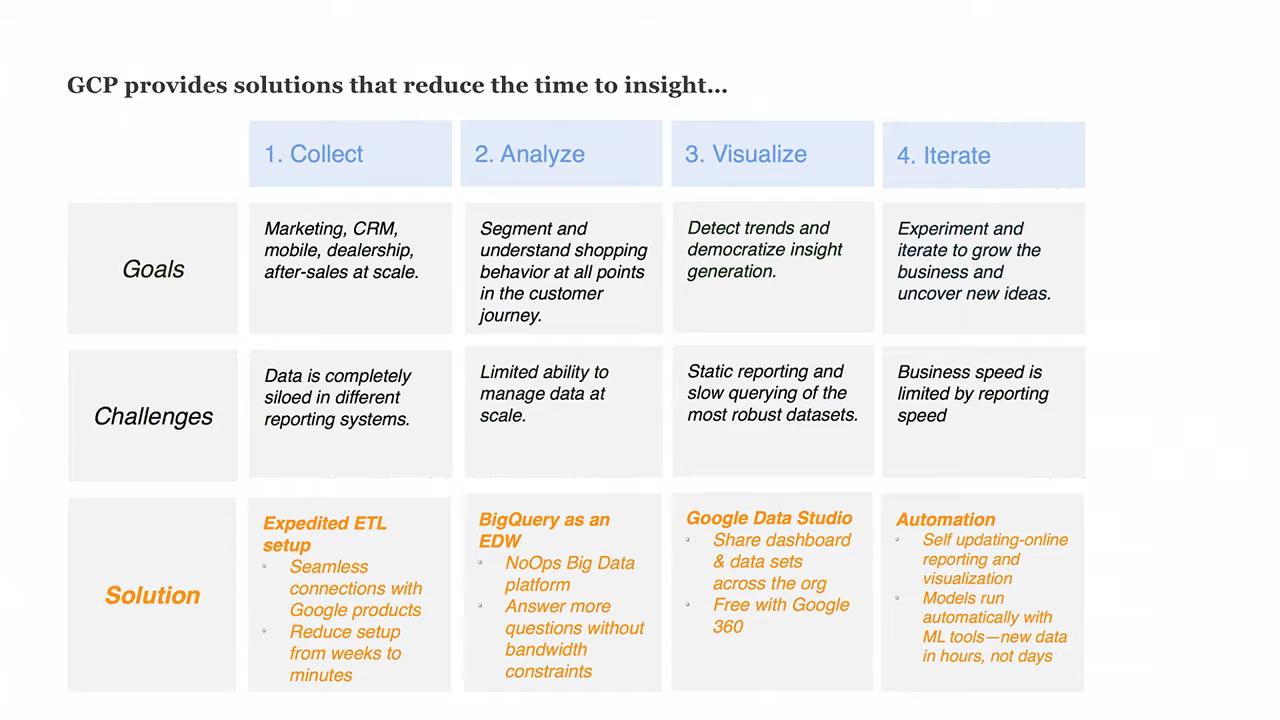 GCP provides solutions that reduce the time to insight...
1. Collect
2. Analyze
3. Visualize
4. Iterate
Goals
Marketing, CRM,
mobile, dealership,
after-sales at scale.
Segment and
understand shopping
behavior at all points
in the customer
journey.
Detect trends and
democratize insight
generation.
Experiment and
iterate to grow the
business and
uncover new ideas.
Challenges
Data is completely
siloed in different
reporting systems.
Limited ability to
manage data at
scale.
Static reporting and
slow querying of the
most robust datasets.
Business speed is
limited by reporting
speed
Solution
Expedited ETL
setup
Seamless
connections with
Google products
Reduce setup
from weeks to
minutes
BigQuery as an
EDW
NoOps Big Data
platform
Answer more
questions without
bandwidth
constraints
Google Data Studio
Share dashboard
& data sets
across the org
Free with Google
360
Automation
Self updating-online
reporting and
visualization
Models run
automatically with
ML tools—new data
in hours, not days